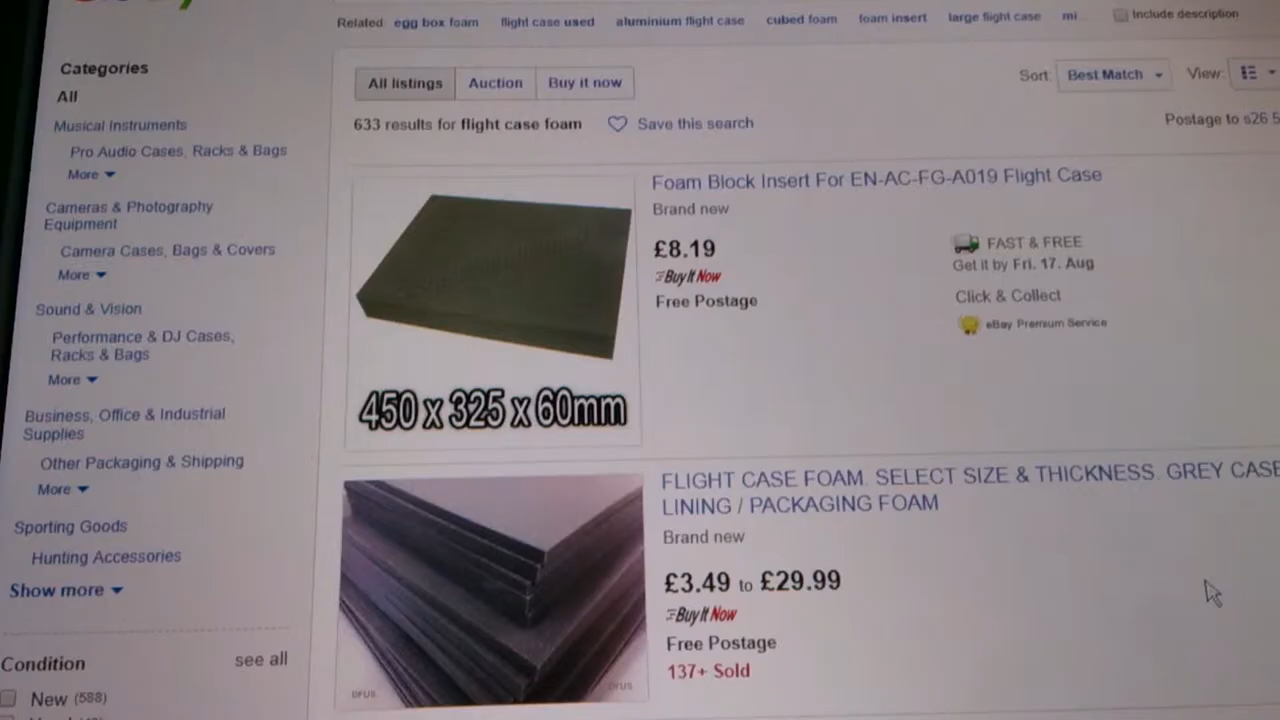 Related: egg box foam flight case used aluminium flight case cubed foam foam insert large flight case mi... Include description
Categories
All
Musical Instruments
Pro Audio Cases, Racks & Bags
More
Cameras & Photography
Equipment
Camera Cases, Bags & Covers
More
Sound & Vision
Performance & DJ Cases,
Racks & Bags
More
Business, Office & Industrial
Supplies
Other Packaging & Shipping
More
Sporting Goods
Hunting Accessories
Show more
Condition see all
New (588)
All listings Auction Buy it now
Sort: Best Match View:
633 results for flight case foam Save this search
Postage to s26 5
Foam Block Insert For EN-AC-FG-A019 Flight Case
Brand new
£8.19
Buy It Now
Free Postage
FAST & FREE
Get it by Fri. 17. Aug
Click & Collect
eBay Premium Service
450 x 325 x 60mm
FLIGHT CASE FOAM. SELECT SIZE & THICKNESS. GREY CASE
LINING / PACKAGING FOAM
Brand new
£3.49 to £29.99
Buy It Now
Free Postage
137+ Sold